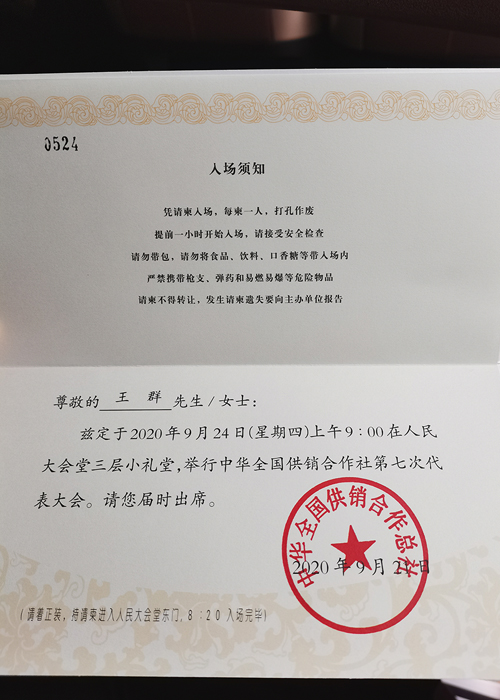 0524
入场须知
凭请柬入场，每柬一人，打孔作废
提前一小时开始入场，请接受安全检查
请勿带包，请勿将食品、饮料、口香糖等带入场内
严禁携带枪支、弹药和易燃易爆等危险物品
请柬不得转让，发生请柬遗失要向主办单位报告
尊敬的 王 群 先生/女士：
兹定于2020年9月24日(星期四)上午9：00在人民
大会堂三层小礼堂，举行中华全国供销合作社第七次代
表大会。请您届时出席。
中华全国供销合作总社
2020年9月21日
(请着正装，持请柬进入人民大会堂东门，8：20入场完毕)